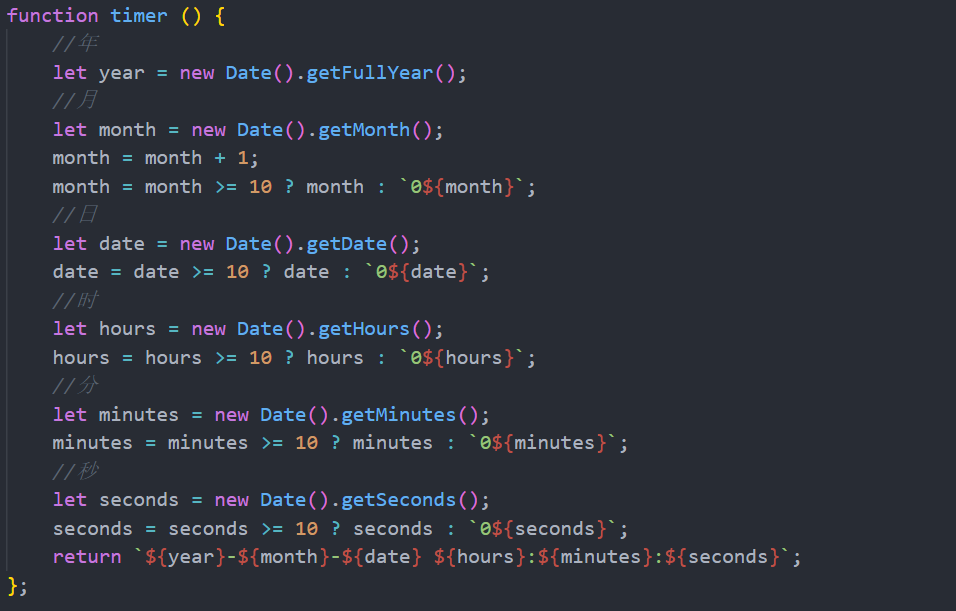 function timer () {
    //年
    let year = new Date().getFullYear();
    //月
    let month = new Date().getMonth();
    month = month + 1;
    month = month >= 10 ? month : `0${month}`;
    //日
    let date = new Date().getDate();
    date = date >= 10 ? date : `0${date}`;
    //时
    let hours = new Date().getHours();
    hours = hours >= 10 ? hours : `0${hours}`;
    //分
    let minutes = new Date().getMinutes();
    minutes = minutes >= 10 ? minutes : `0${minutes}`;
    //秒
    let seconds = new Date().getSeconds();
    seconds = seconds >= 10 ? seconds : `0${seconds}`;
    return `${year}-${month}-${date} ${hours}:${minutes}:${seconds}`;
};